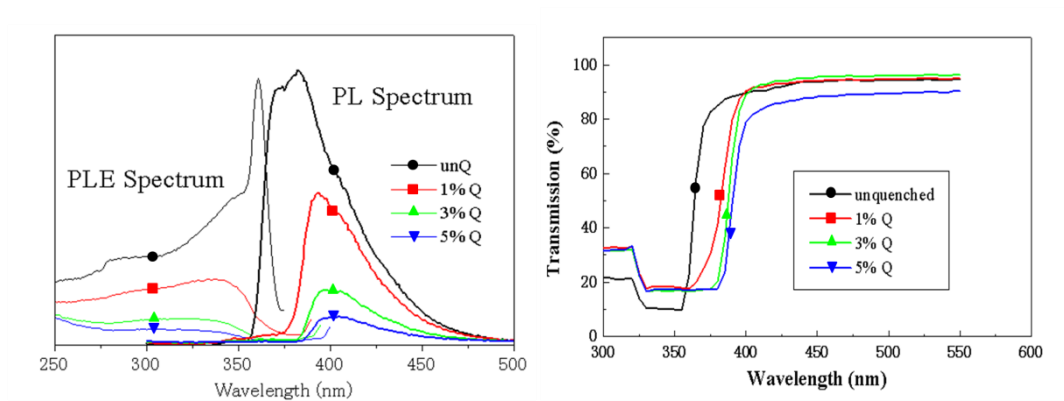 PL Spectrum
PLE Spectrum
unQ
1% Q
3% Q
5% Q
250 300 350 400 450 500
Wavelength (nm)
Transmission (%)
100
80
60
40
20
0
unquenched
1% Q
3% Q
5% Q
300 350 400 450 500 550 600
Wavelength (nm)